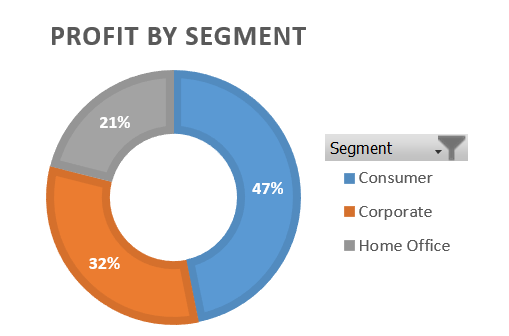 PROFIT BY SEGMENT
21%
47%
32%
Segment
Consumer
Corporate
Home Office